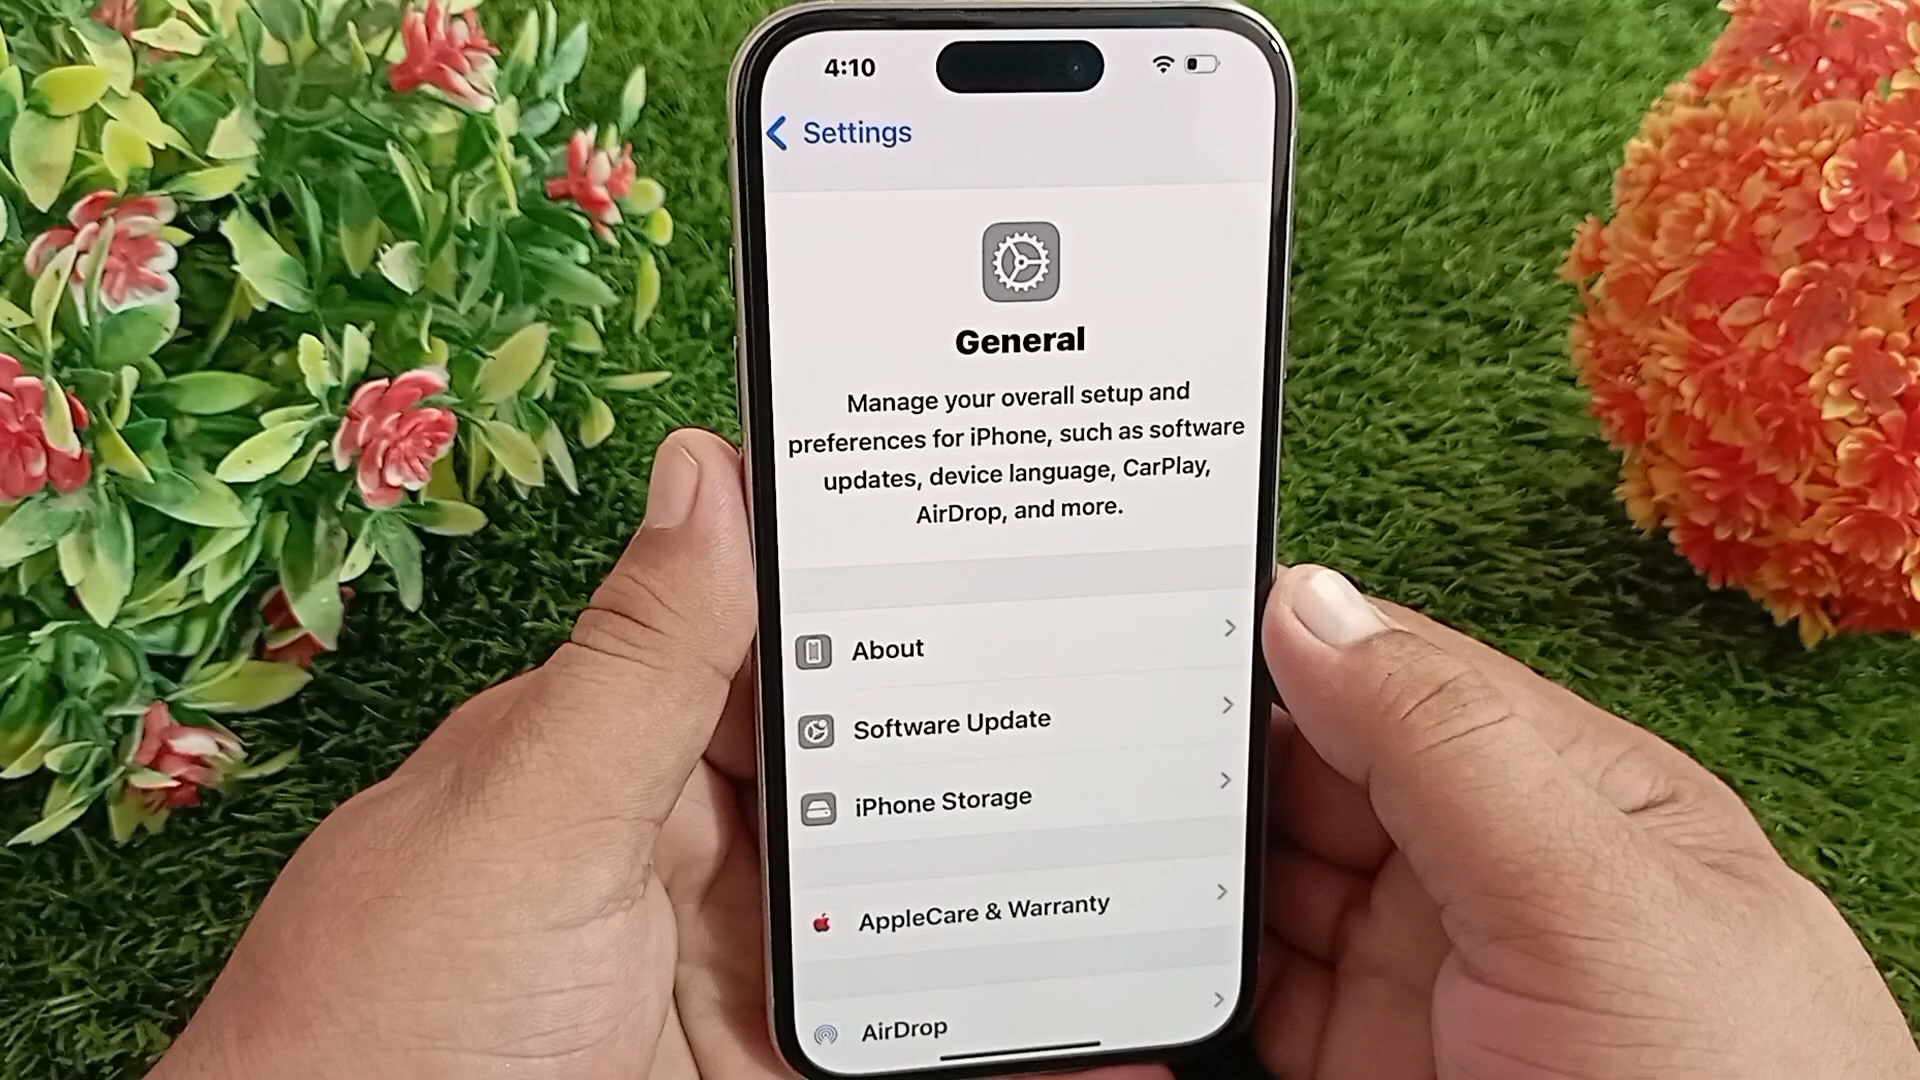 4:10
Settings
General
Manage your overall setup and
preferences for iPhone, such as software
updates, device language, CarPlay,
AirDrop, and more.
About
Software Update
iPhone Storage
AppleCare & Warranty
AirDrop